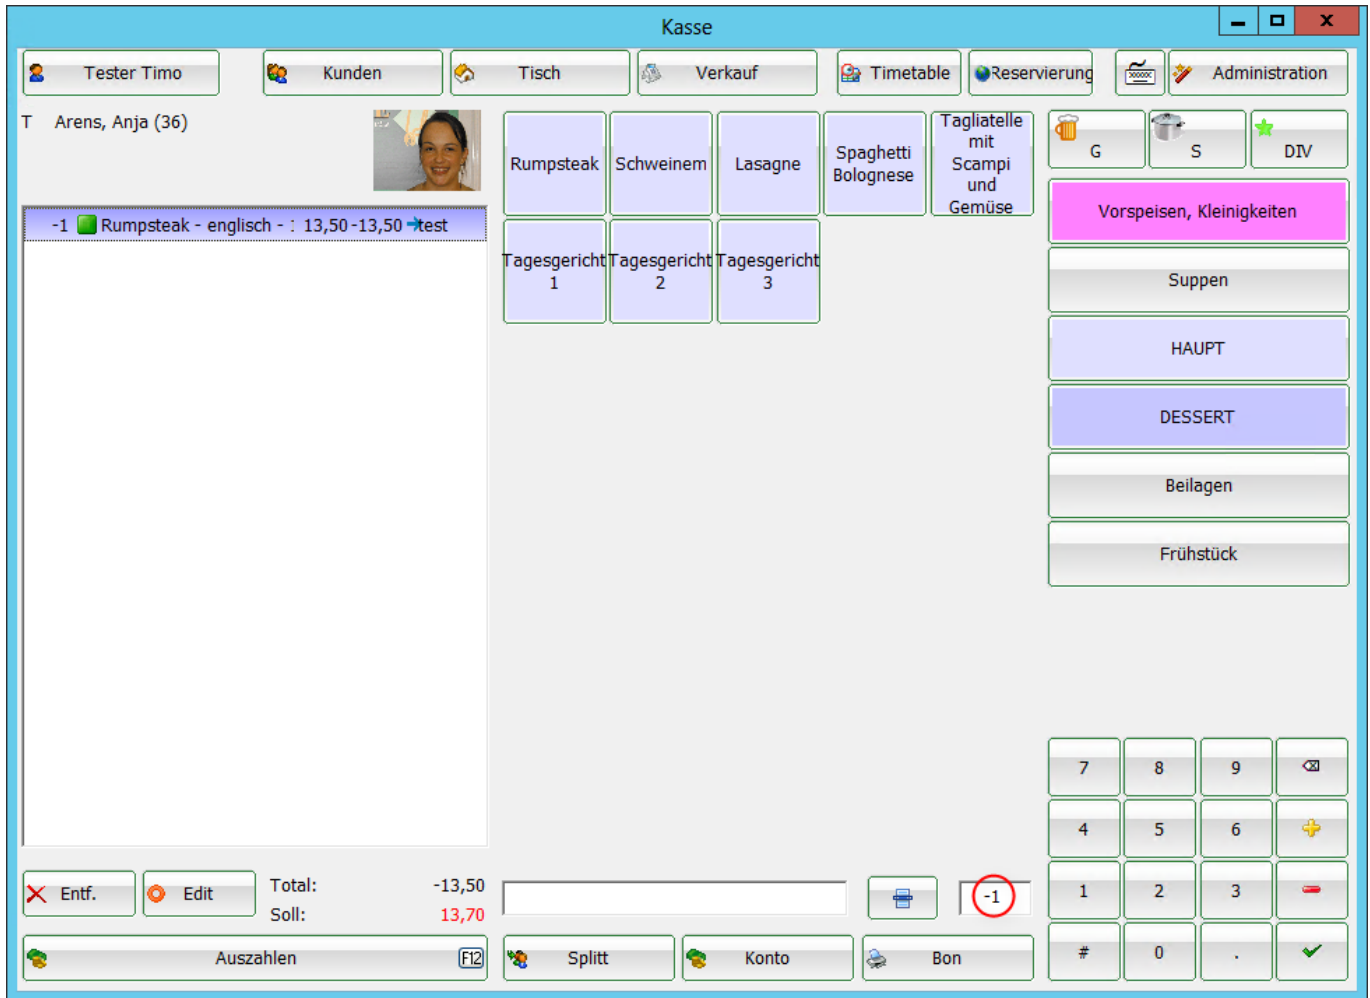 Kasse
Tester Timo
Kunden
Tisch
Verkauf
Timetable
Reservierung
Administration
T Arens, Anja (36)
-1 Rumpsteak - englisch - : 13,50 -13,50 test
Rumpsteak
Schweinem
Lasagne
Spaghetti
Bolognese
Tagliatelle
mit
Scampi
und
Gemüse
Tagesgericht
1
Tagesgericht
2
Tagesgericht
3
G
S
DIV
Vorspeisen, Kleinigkeiten
Suppen
HAUPT
DESSERT
Beilagen
Frühstück
7 8 9
4 5 6
1 2 3
# 0 .
Entf.
Edit
Total: -13,50
Soll: 13,70
-1
Auszahlen F12
Splitt
Konto
Bon